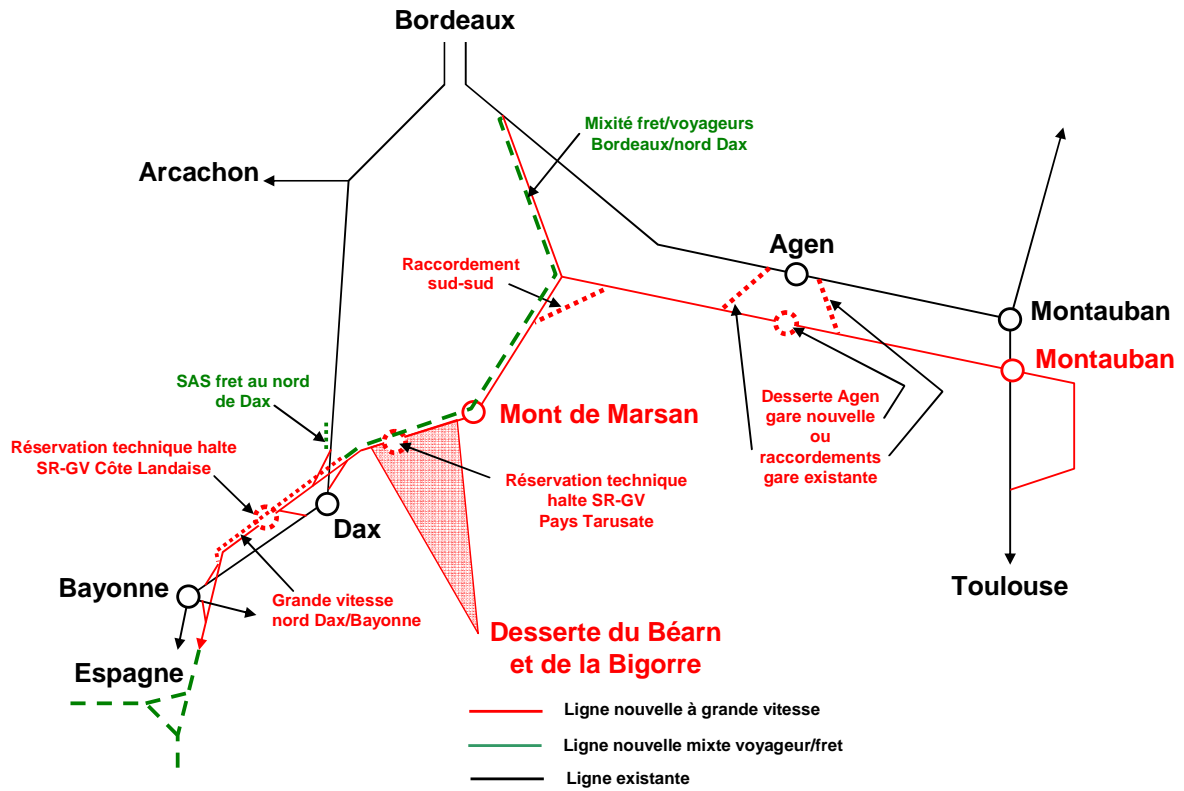 Bordeaux
Mixité fret/voyageurs
Bordeaux/nord Dax
Arcachon
Agen
Raccordement
sud-sud
Montauban
Montauban
SAS fret au nord
de Dax
Desserte Agen
gare nouvelle
ou
raccordements
gare existante
Mont de Marsan
Réservation technique halte
SR-GV Côte Landaise
Réservation technique
halte SR-GV
Pays Tarusate
Dax
Bayonne
Toulouse
Grande vitesse
nord Dax/Bayonne
Desserte du Béarn
et de la Bigorre
Espagne
Ligne nouvelle à grande vitesse
Ligne nouvelle mixte voyageur/fret
Ligne existante